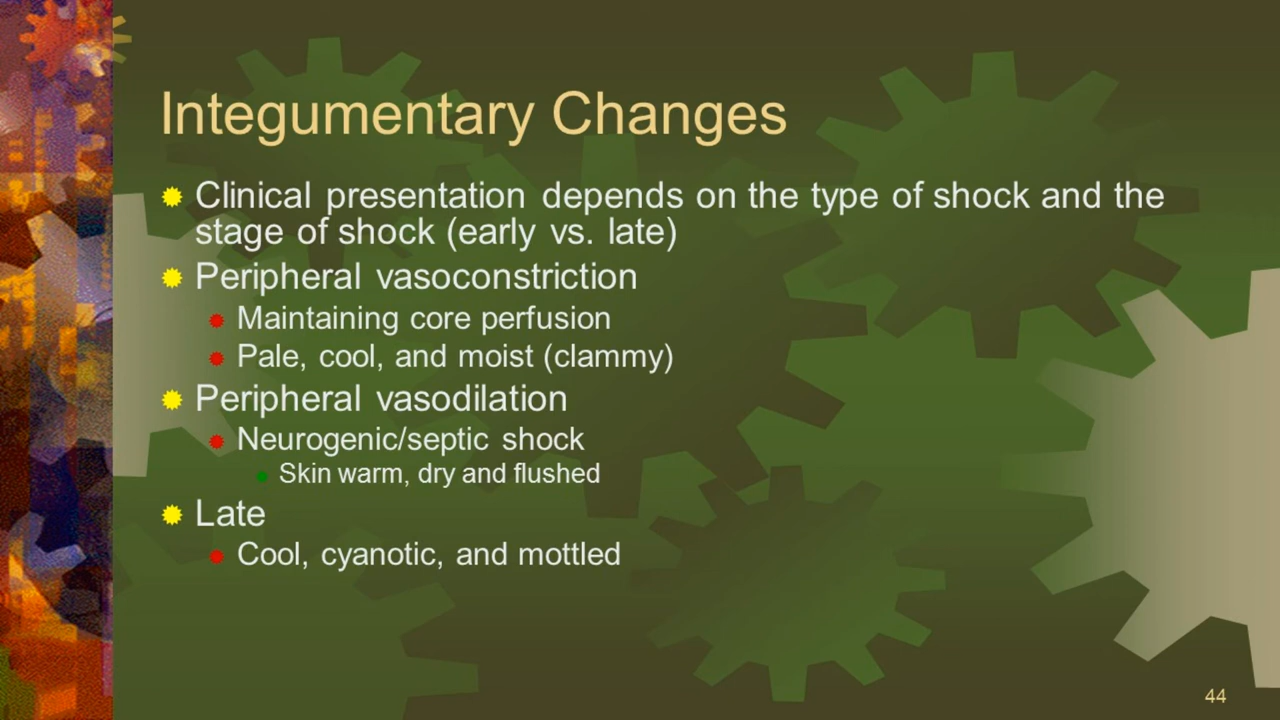 Integumentary Changes
Clinical presentation depends on the type of shock and the
stage of shock (early vs. late)
Peripheral vasoconstriction
Maintaining core perfusion
Pale, cool, and moist (clammy)
Peripheral vasodilation
Neurogenic/septic shock
Skin warm, dry and flushed
Late
Cool, cyanotic, and mottled
44